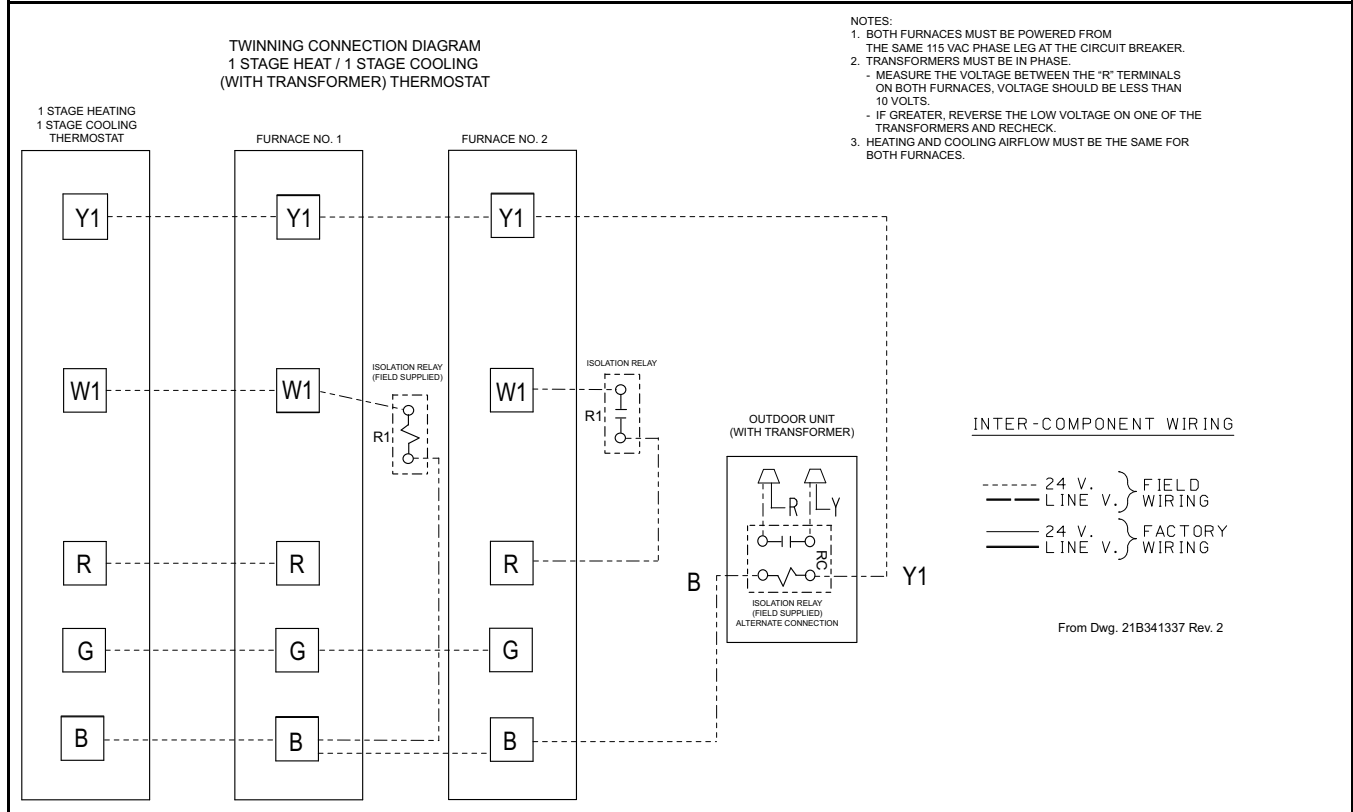 TWINNING CONNECTION DIAGRAM
1 STAGE HEAT / 1 STAGE COOLING
(WITH TRANSFORMER) THERMOSTAT
NOTES:
1. BOTH FURNACES MUST BE POWERED FROM
THE SAME 115 VAC PHASE LEG AT THE CIRCUIT BREAKER.
2. TRANSFORMERS MUST BE IN PHASE.
- MEASURE THE VOLTAGE BETWEEN THE “R” TERMINALS
ON BOTH FURNACES, VOLTAGE SHOULD BE LESS THAN
10 VOLTS.
- IF GREATER, REVERSE THE LOW VOLTAGE ON ONE OF THE
TRANSFORMERS AND RECHECK.
3. HEATING AND COOLING AIRFLOW MUST BE THE SAME FOR
BOTH FURNACES.
1 STAGE HEATING
1 STAGE COOLING
THERMOSTAT
FURNACE NO. 1
FURNACE NO. 2
Y1
Y1
Y1
ISOLATION RELAY
(FIELD SUPPLIED)
ISOLATION RELAY
W1
W1
R1
W1
R1
OUTDOOR UNIT
(WITH TRANSFORMER)
R
Y
RC
ISOLATION RELAY
(FIELD SUPPLIED)
ALTERNATE CONNECTION
B
Y1
R
R
R
G
G
G
B
B
B
INTER-COMPONENT WIRING
24 V.
LINE V.
FIELD
WIRING
24 V.
LINE V.
FACTORY
WIRING
From Dwg. 21B341337 Rev. 2